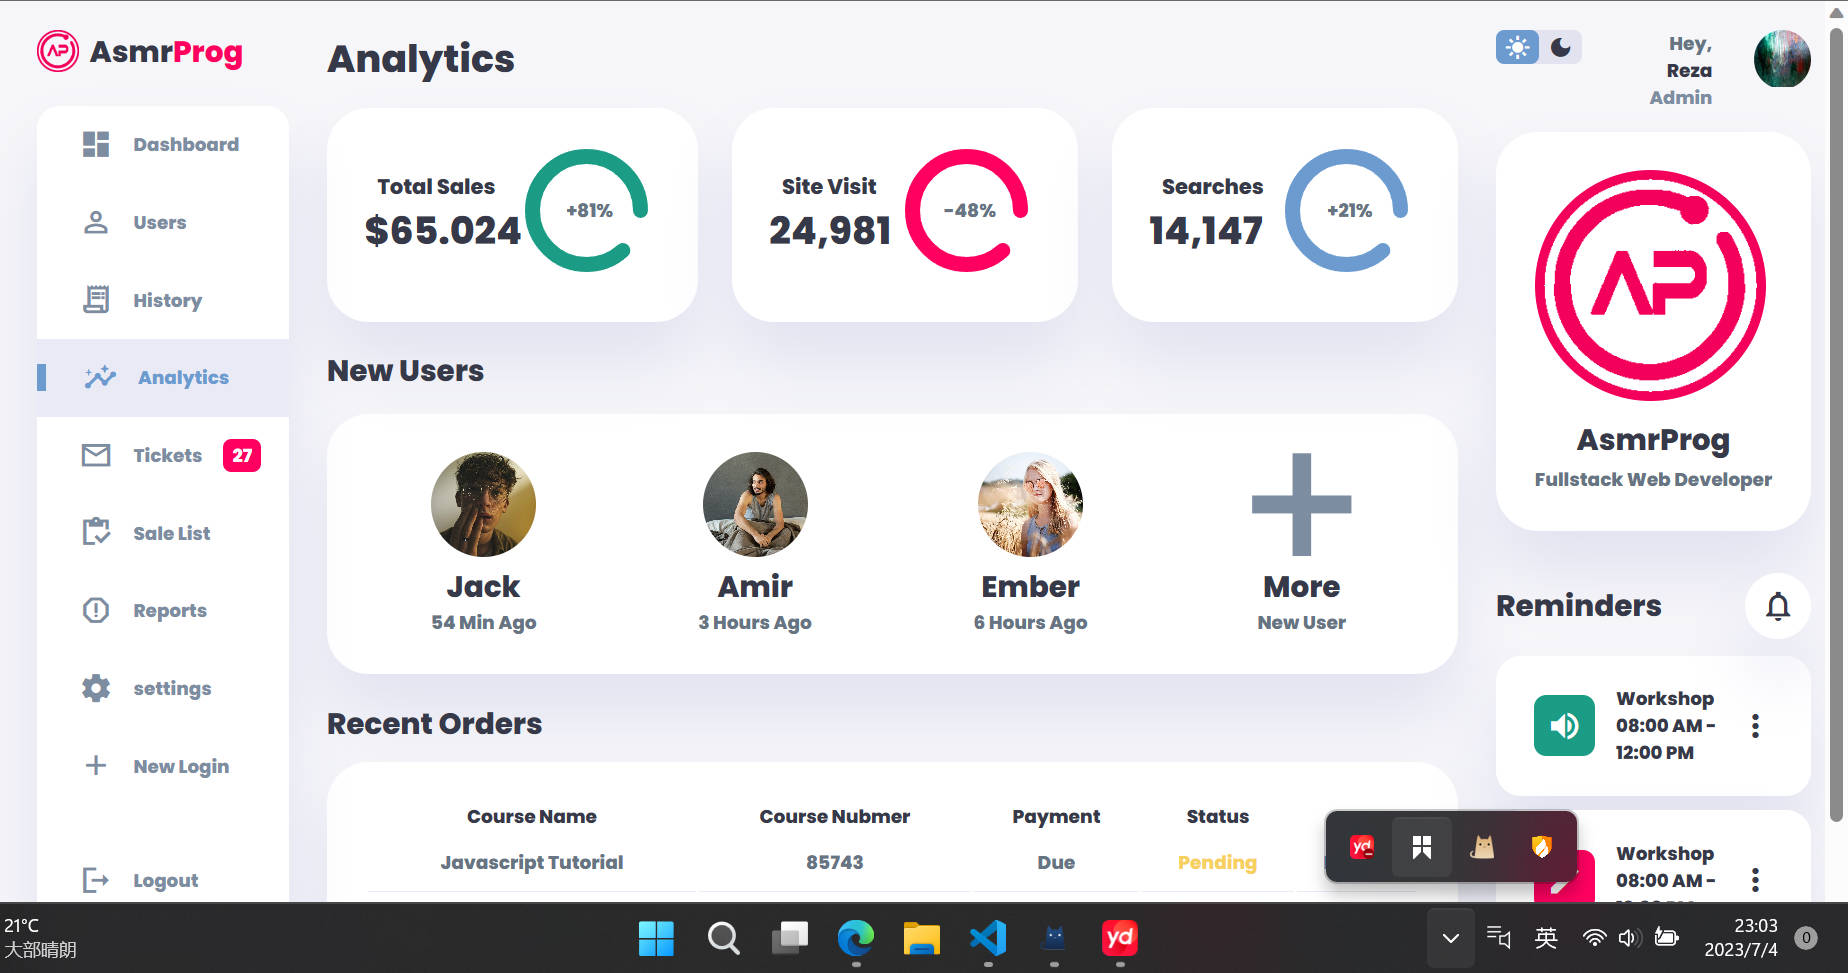 AP AsmrProg
Dashboard
Users
History
Analytics
Tickets 27
Sale List
Reports
settings
New Login
Logout
Analytics
Total Sales
$65.024
+81%
Site Visit
24,981
-48%
Searches
14,147
+21%
New Users
Jack
54 Min Ago
Amir
3 Hours Ago
Ember
6 Hours Ago
More
New User
Recent Orders
Course Name Course Nubmer Payment Status
Javascript Tutorial 85743 Due Pending
Hey,
Reza
Admin
AP
AsmrProg
Fullstack Web Developer
Reminders
Workshop
08:00 AM -
12:00 PM
Workshop
08:00 AM -
yd
21°C
大部晴朗
yd
英
23:03
2023/7/4
0